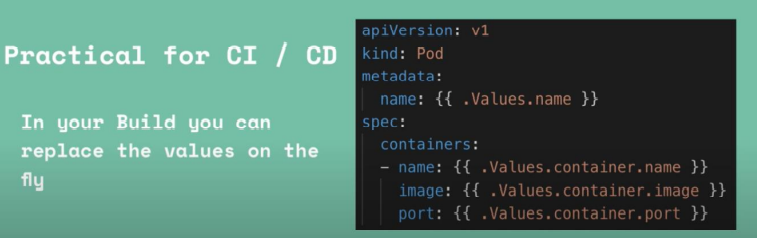 Practical for CI / CD
In your Build you can
replace the values on the
fly
apiVersion: v1
kind: Pod
metadata:
  name: {{ .Values.name }}
spec:
  containers:
  - name: {{ .Values.container.name }}
    image: {{ .Values.container.image }}
    port: {{ .Values.container.port }}